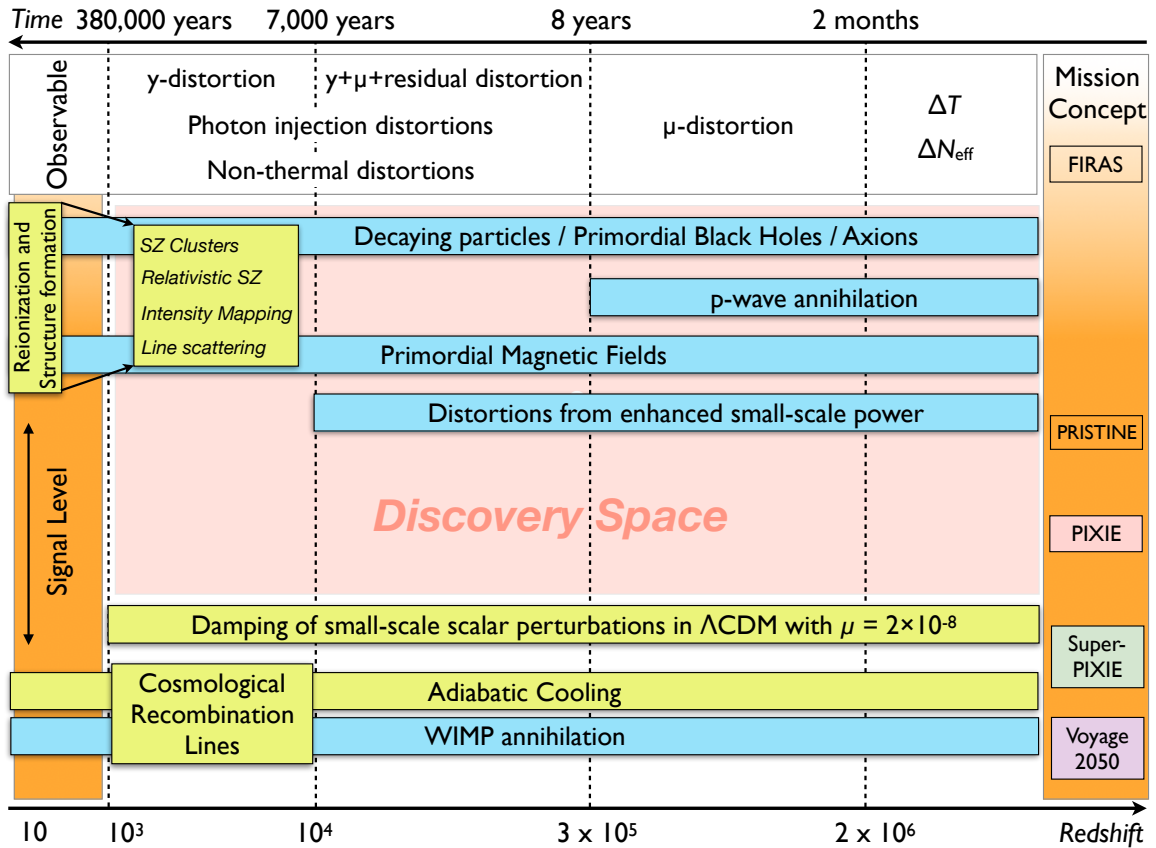 Time 380,000 years 7,000 years 8 years 2 months
Observable
y-distortion y+μ+residual distortion
Photon injection distortions
Non-thermal distortions
μ-distortion
ΔT
ΔNeff
Mission
Concept
FIRAS
Reionization and
Structure formation
SZ Clusters
Relativistic SZ
Intensity Mapping
Line scattering
Decaying particles / Primordial Black Holes / Axions
p-wave annihilation
Primordial Magnetic Fields
Distortions from enhanced small-scale power
PRISTINE
Signal Level
Discovery Space
PIXIE
Damping of small-scale scalar perturbations in ΛCDM with μ = 2×10⁻⁸
Super-
PIXIE
Cosmological
Recombination
Lines
Adiabatic Cooling
WIMP annihilation
Voyage
2050
10 10³ 10⁴ 3 x 10⁵ 2 x 10⁶ Redshift